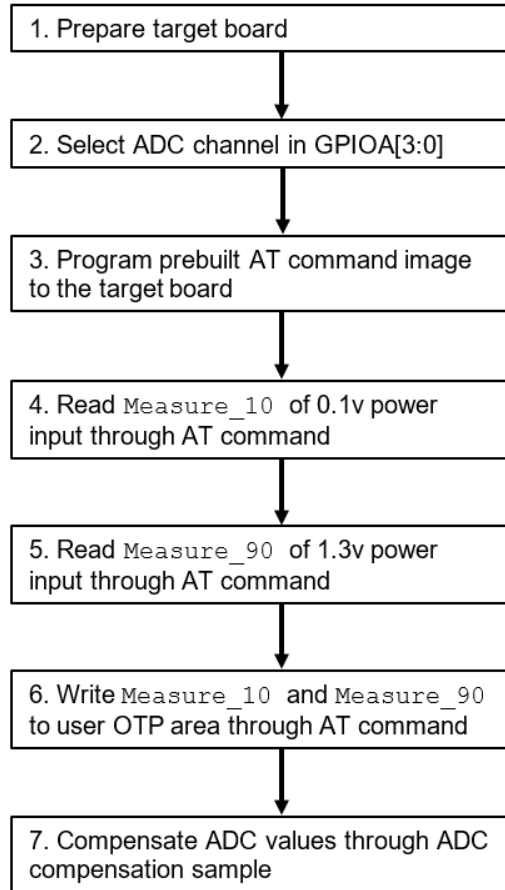 1. Prepare target board
2. Select ADC channel in GPIOA[3:0]
3. Program prebuilt AT command image
to the target board
4. Read Measure_10 of 0.1v power
input through AT command
5. Read Measure_90 of 1.3v power
input through AT command
6. Write Measure_10 and Measure_90
to user OTP area through AT command
7. Compensate ADC values through ADC
compensation sample